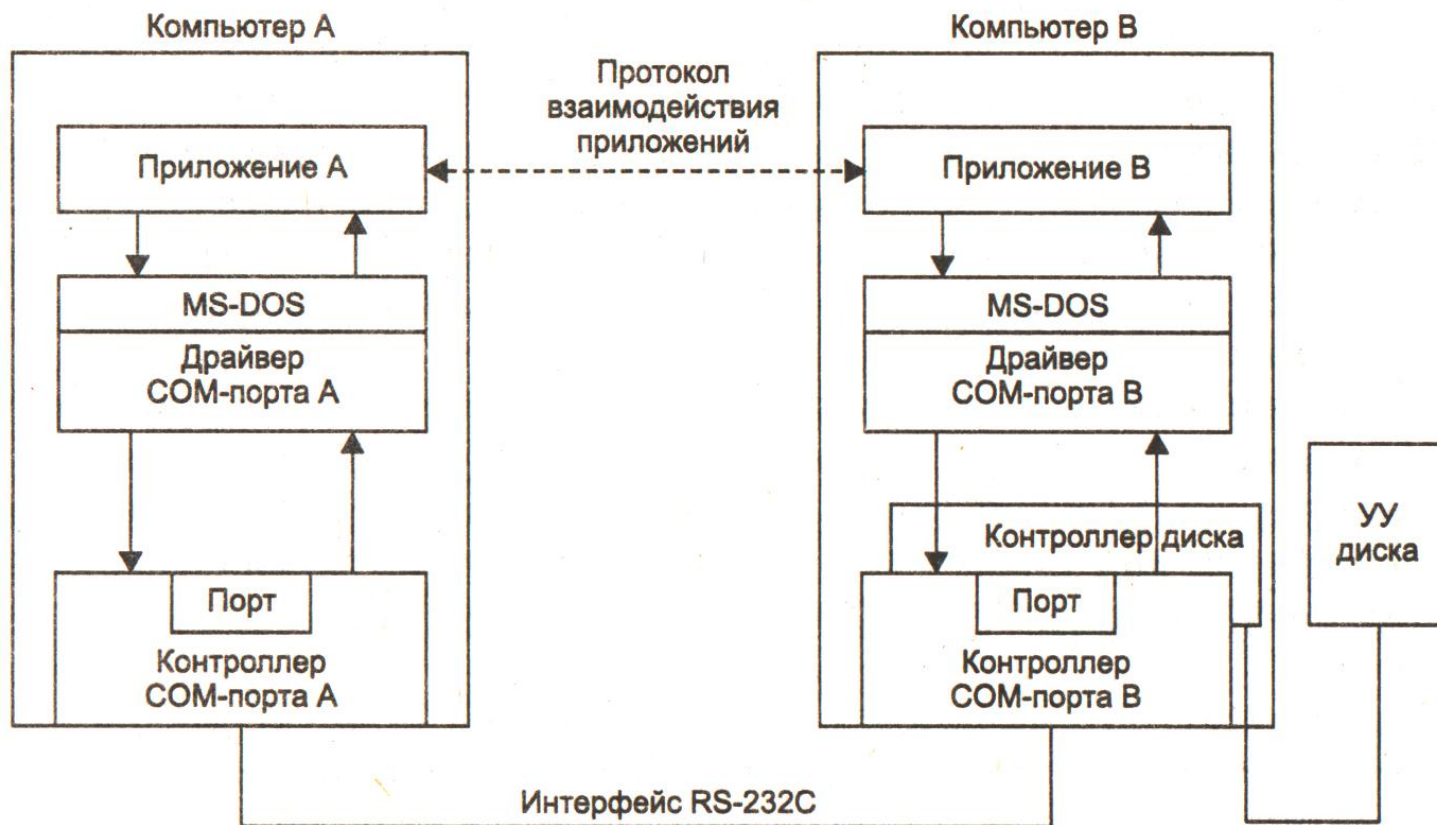 Компьютер A
Компьютер B
Протокол
взаимодействия
приложений
Приложение A
Приложение B
MS-DOS
Драйвер
COM-порта A
MS-DOS
Драйвер
COM-порта B
Контроллер диска
УУ
диска
Порт
Контроллер
COM-порта A
Порт
Контроллер
COM-порта B
Интерфейс RS-232C